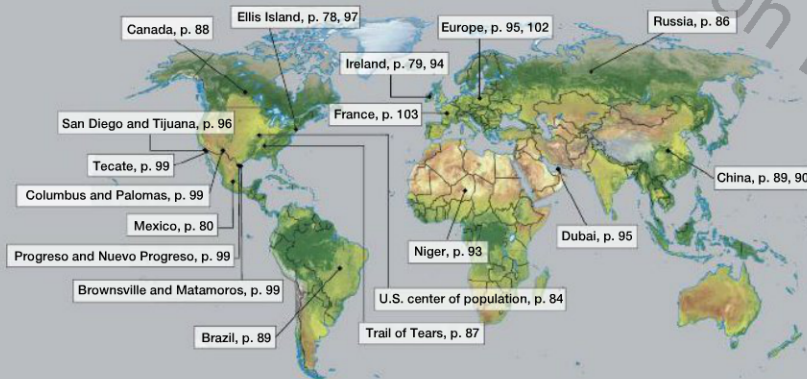 Ellis Island, p. 78, 97
Canada, p. 88
Europe, p. 95, 102
Russia, p. 86
Ireland, p. 79, 94
France, p. 103
San Diego and Tijuana, p. 96
Tecate, p. 99
Columbus and Palomas, p. 99
China, p. 89, 90
Mexico, p. 80
Niger, p. 93
Dubai, p. 95
Progreso and Nuevo Progreso, p. 99
Brownsville and Matamoros, p. 99
U.S. center of population, p. 84
Brazil, p. 89
Trail of Tears, p. 87
on